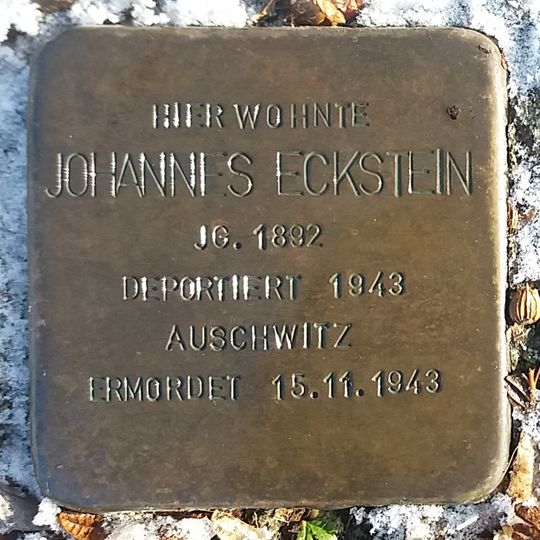 HIER WOHNTE
JOHANNES ECKSTEIN
JG. 1892
DEPORTIERT 1943
AUSCHWITZ
ERMORDET 15.11.1943